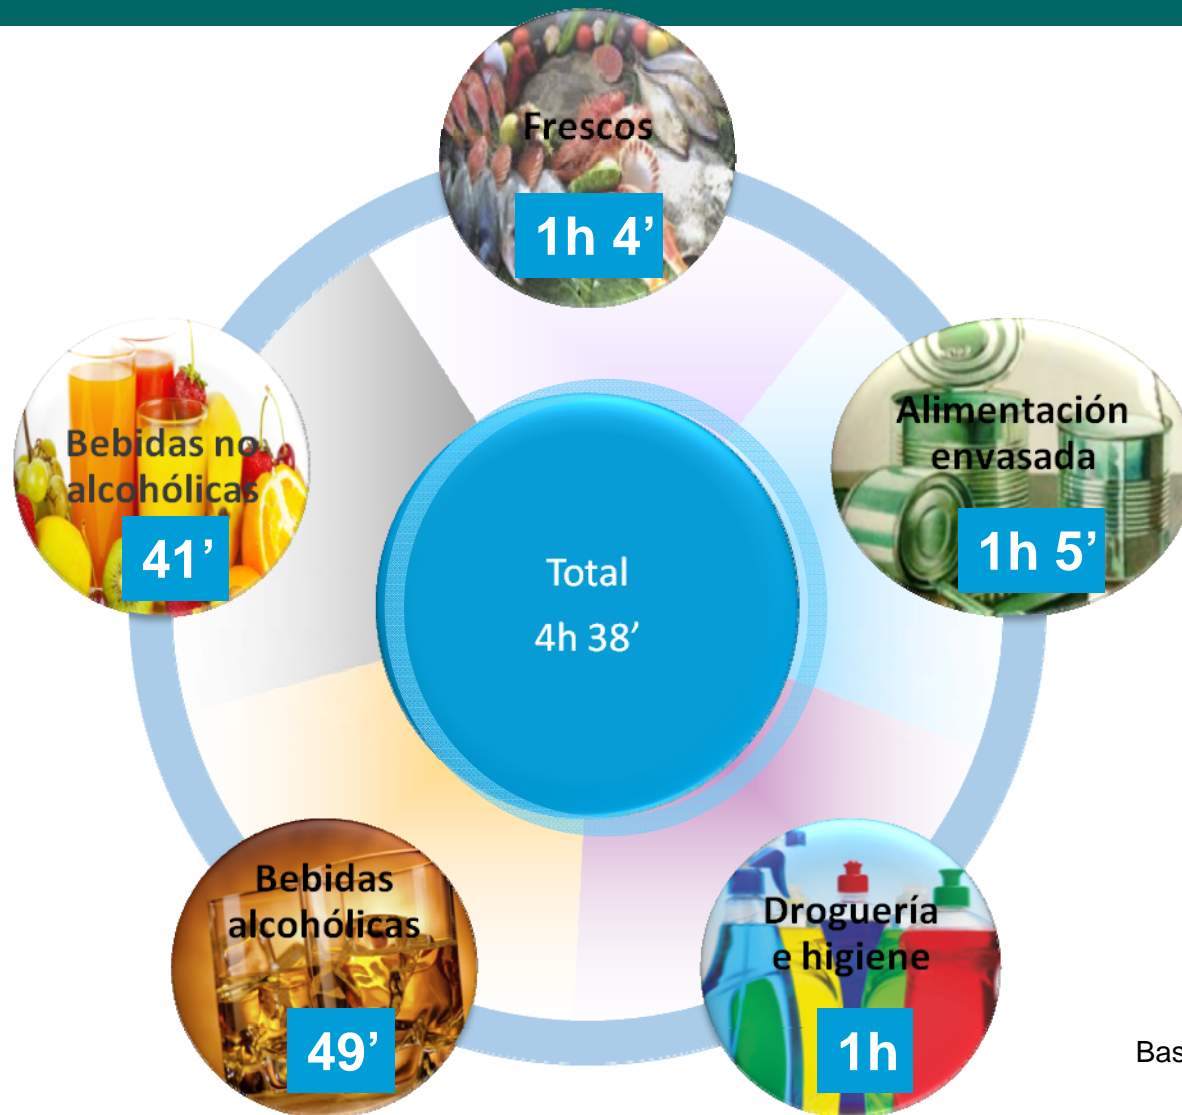 Frescos
1h 4’
Alimentación
envasada
1h 5’
Bebidas no
alcohólicas
41’
Total
4h 38’
Bebidas
alcohólicas
49’
Droguería
e higiene
1h